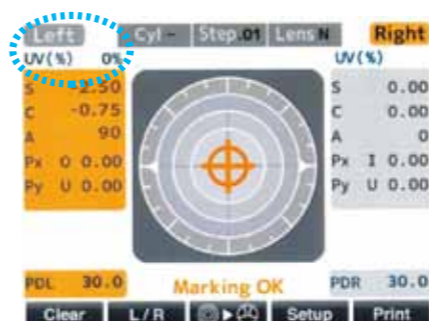 Left Cyl - Step.01 Lens N Right
UV(%) 0% UV(%)
S -2.50 S 0.00
C -0.75 C 0.00
A 90 A 0
Px O 0.00 Px I 0.00
Py U 0.00 Py U 0.00
PDL 30.0 Marking OK PDR 30.0
Clear L/R Setup Print